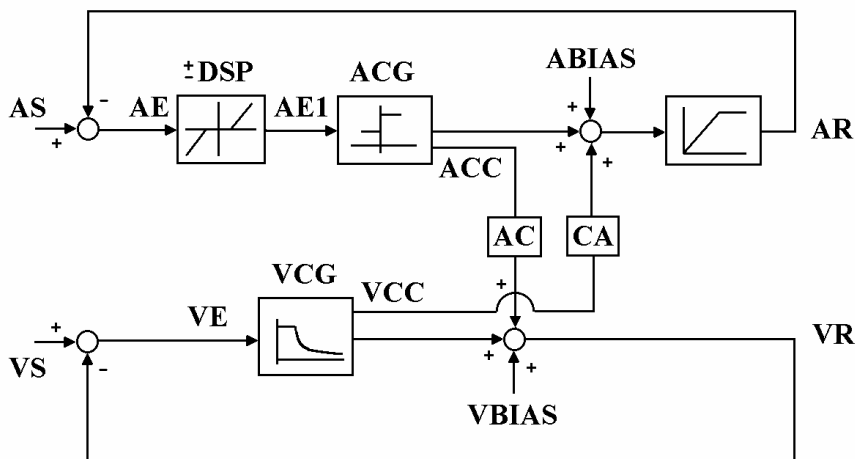 ±DSP
ACG
ABIAS
AS
AE
AE1
ACC
AR
−
+
+
+
+
AC
CA
VCG
VCC
+
VS
+
−
VE
+
+
VR
VBIAS